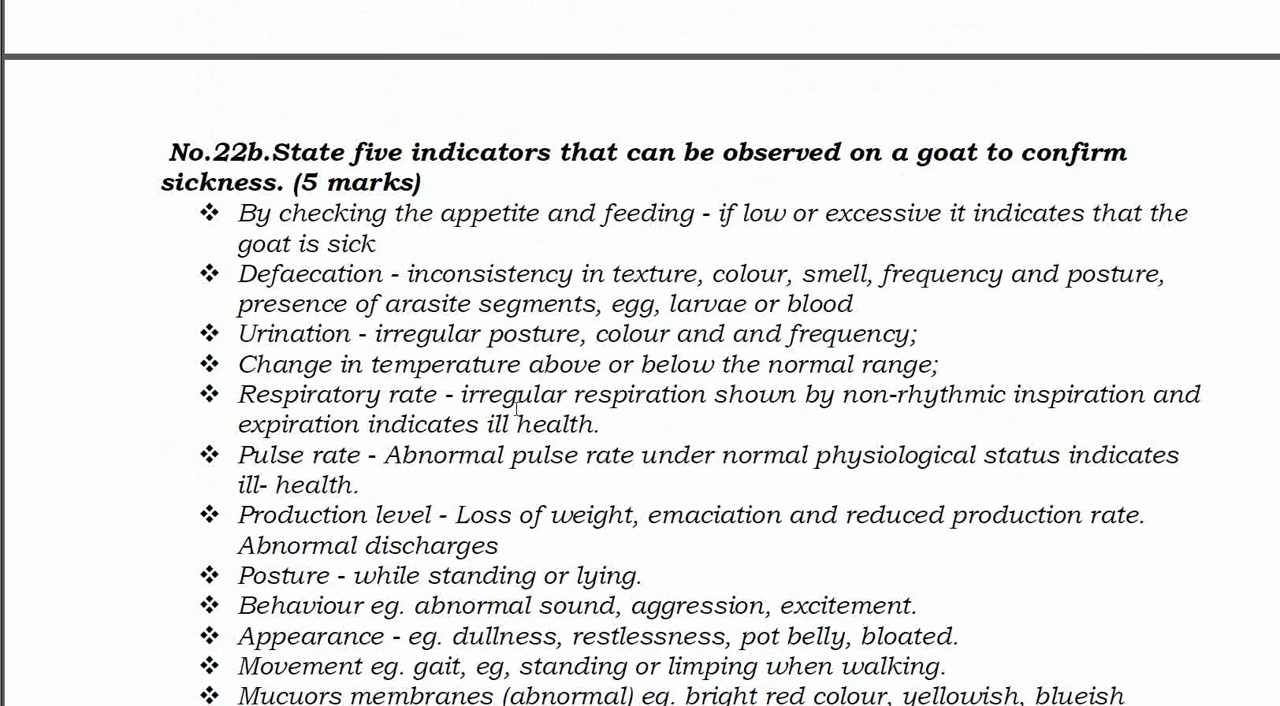 No.22b.State five indicators that can be observed on a goat to confirm
sickness. (5 marks)
❖ By checking the appetite and feeding - if low or excessive it indicates that the
goat is sick
❖ Defaecation - inconsistency in texture, colour, smell, frequency and posture,
presence of arasite segments, egg, larvae or blood
❖ Urination - irregular posture, colour and and frequency;
❖ Change in temperature above or below the normal range;
❖ Respiratory rate - irregular respiration shown by non-rhythmic inspiration and
expiration indicates ill health.
❖ Pulse rate - Abnormal pulse rate under normal physiological status indicates
ill- health.
❖ Production level - Loss of weight, emaciation and reduced production rate.
Abnormal discharges
❖ Posture - while standing or lying.
❖ Behaviour eg. abnormal sound, aggression, excitement.
❖ Appearance - eg. dullness, restlessness, pot belly, bloated.
❖ Movement eg. gait, eg, standing or limping when walking.
❖ Mucuors membranes (abnormal) eg. bright red colour, yellowish, blueish